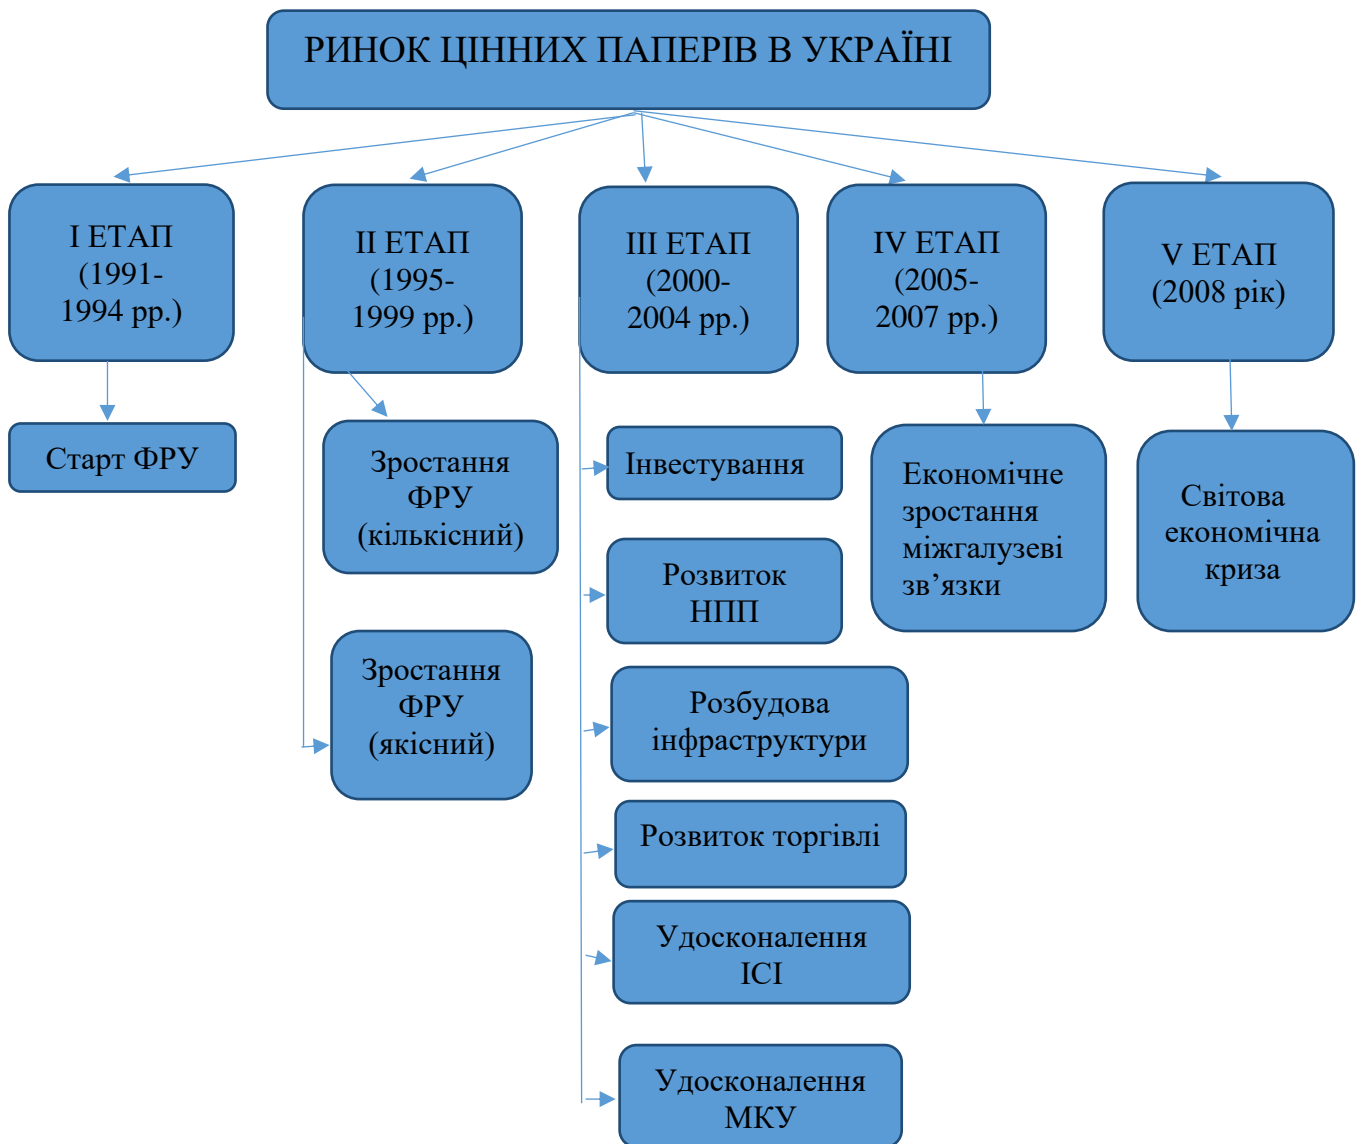 РИНОК ЦІННИХ ПАПЕРІВ В УКРАЇНІ
І ЕТАП
(1991-
1994 рр.)
ІІ ЕТАП
(1995-
1999 рр.)
ІІІ ЕТАП
(2000-
2004 рр.)
IV ЕТАП
(2005-
2007 рр.)
V ЕТАП
(2008 рік)
Старт ФРУ
Зростання
ФРУ
(кількісний)
Зростання
ФРУ
(якісний)
Інвестування
Розвиток
НПП
Розбудова
інфраструктури
Розвиток торгівлі
Удосконалення
ІСІ
Удосконалення
МКУ
Економічне
зростання
міжгалузеві
зв’язки
Світова
економічна
криза